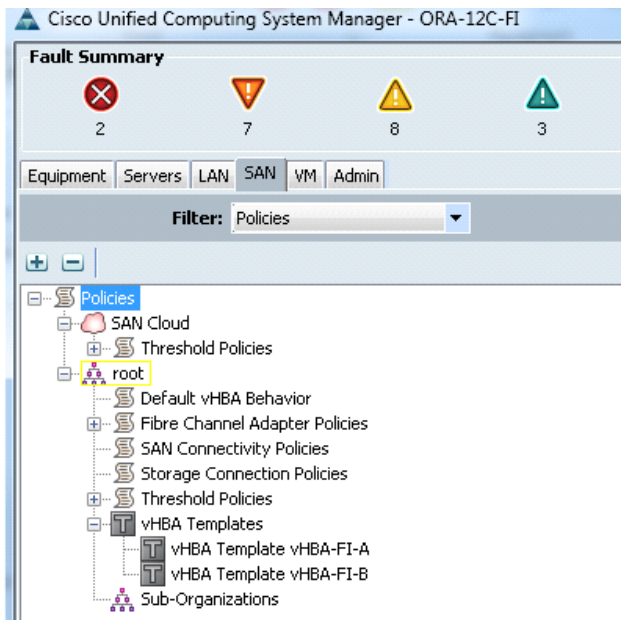 Cisco Unified Computing System Manager - ORA-12C-FI
Fault Summary
2 7 8 3
Equipment Servers LAN SAN VM Admin
Filter: Policies
Policies
SAN Cloud
Threshold Policies
root
Default vHBA Behavior
Fibre Channel Adapter Policies
SAN Connectivity Policies
Storage Connection Policies
Threshold Policies
vHBA Templates
vHBA Template vHBA-FI-A
vHBA Template vHBA-FI-B
Sub-Organizations